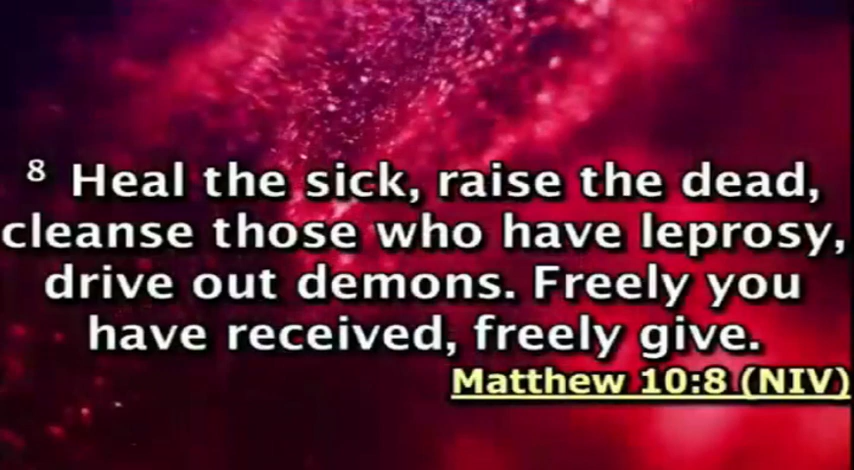 8 Heal the sick, raise the dead,
cleanse those who have leprosy,
drive out demons. Freely you
have received, freely give.
Matthew 10:8 (NIV)